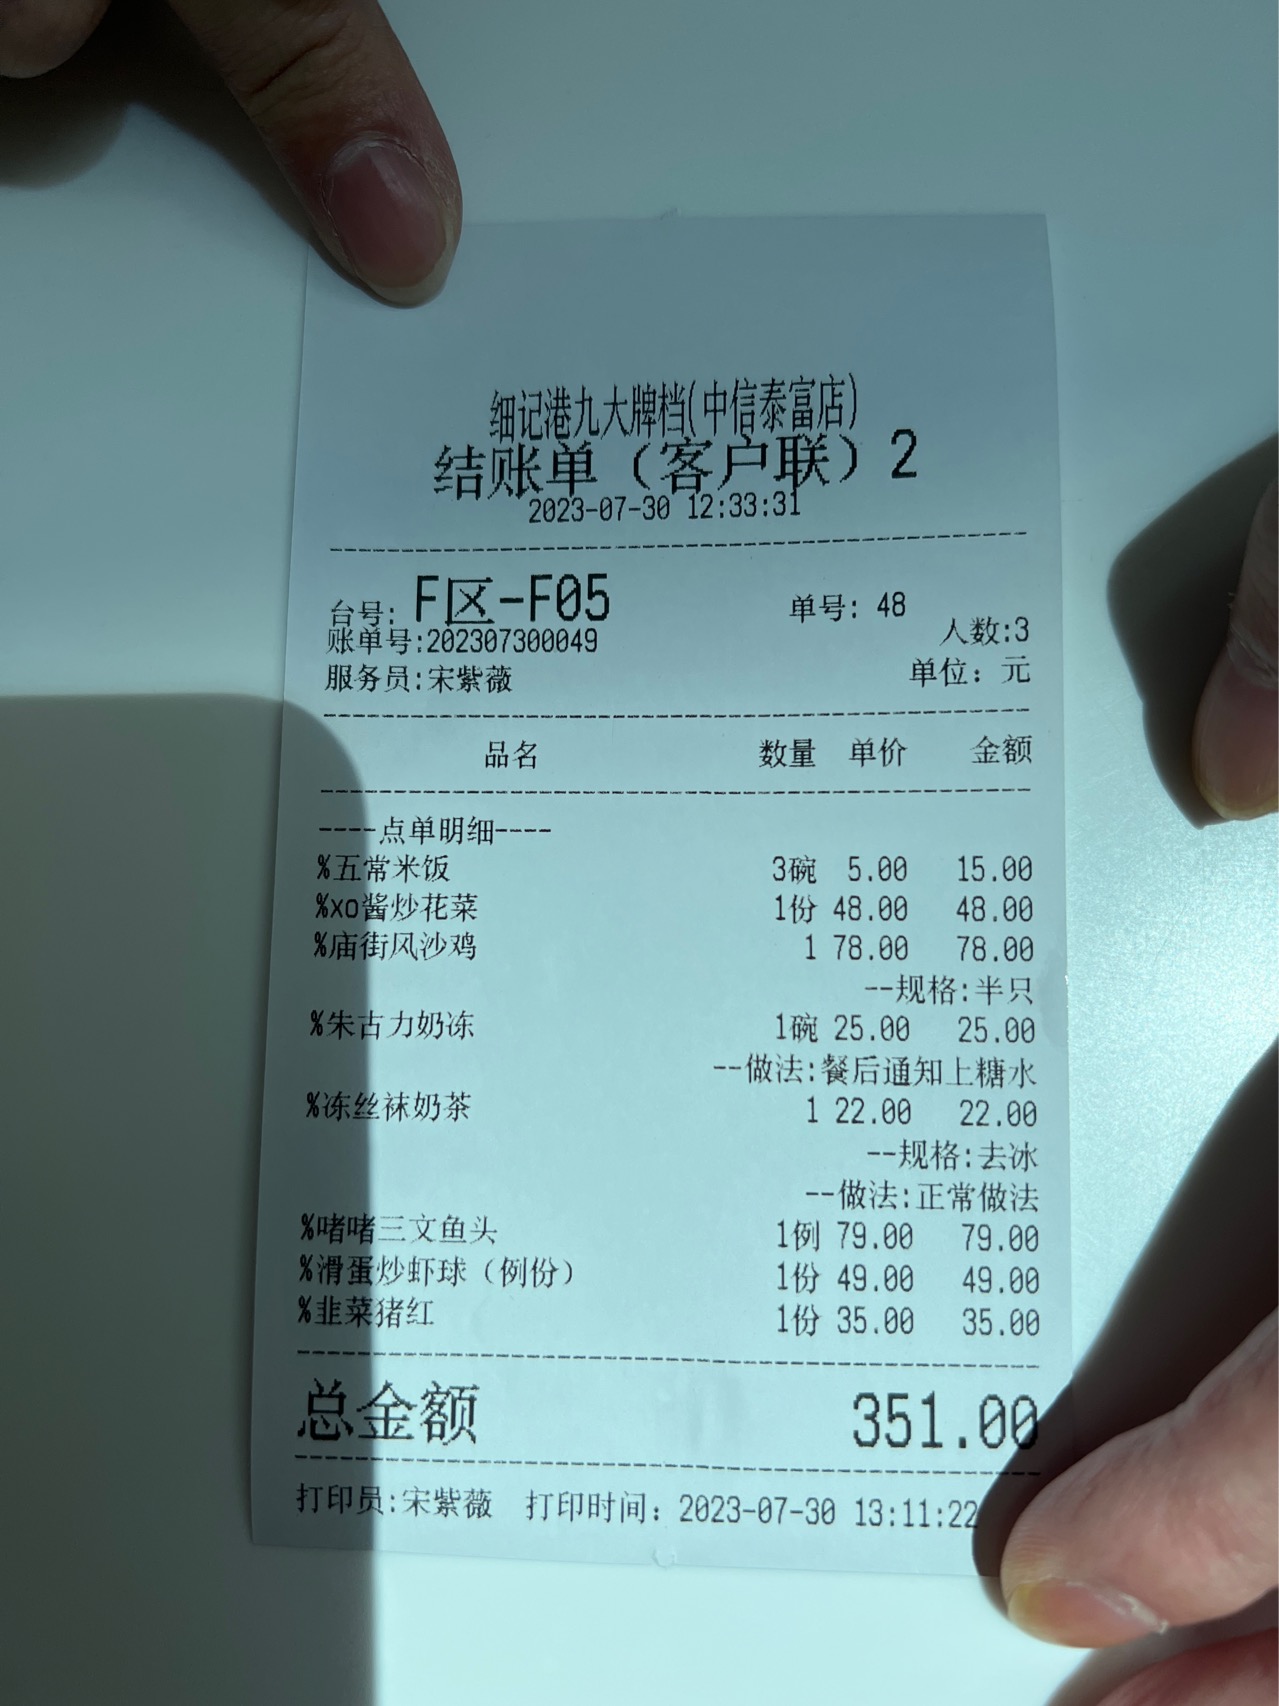 细记港九大牌档(中信泰富店)
结账单（客户联）2
2023-07-30 12:33:31
台号: F区-F05 单号: 48
账单号:202307300049 人数:3
服务员:宋紫薇 单位: 元
品名 数量 单价 金额
----点单明细----
%五常米饭 3碗 5.00 15.00
%xo酱炒花菜 1份 48.00 48.00
%庙街风沙鸡 1 78.00 78.00
--规格:半只
%朱古力奶冻 1碗 25.00 25.00
--做法:餐后通知上糖水
%冻丝袜奶茶 1 22.00 22.00
--规格:去冰
--做法:正常做法
%啫啫三文鱼头 1例 79.00 79.00
%滑蛋炒虾球（例份） 1份 49.00 49.00
%韭菜猪红 1份 35.00 35.00
总金额 351.00
打印员:宋紫薇 打印时间: 2023-07-30 13:11:22